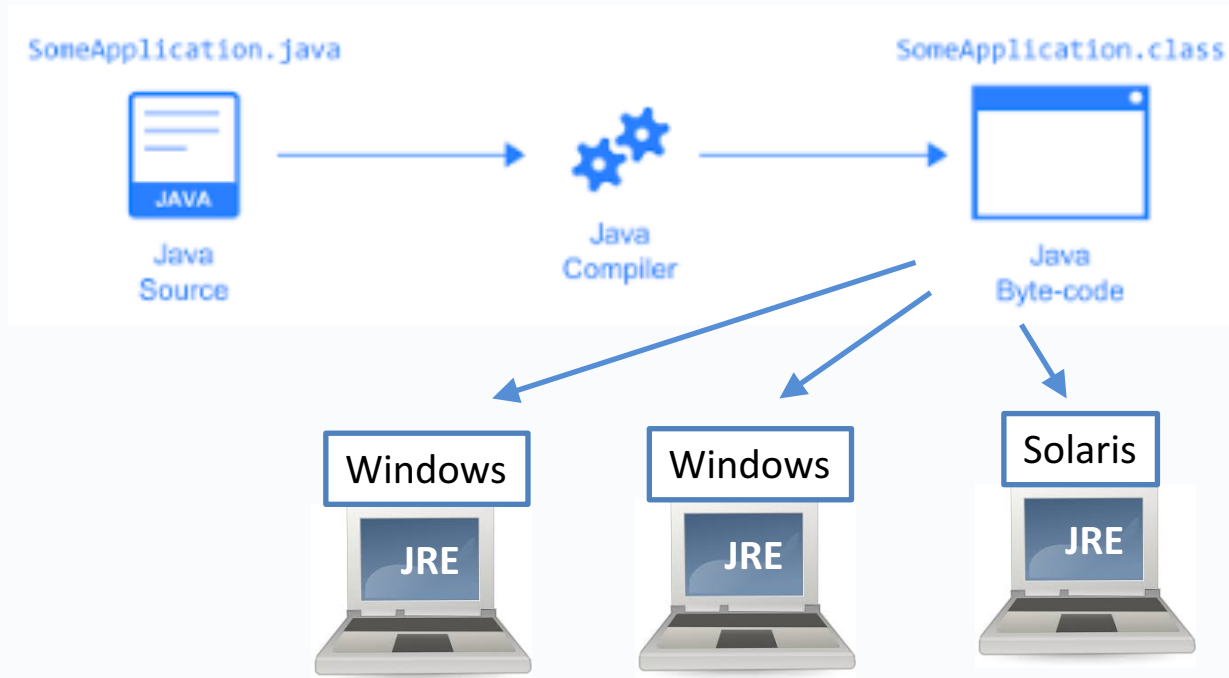 SomeApplication.java
SomeApplication.class
JAVA
Java
Source
Java
Compiler
Java
Byte-code
Windows
Windows
Solaris
JRE
JRE
JRE